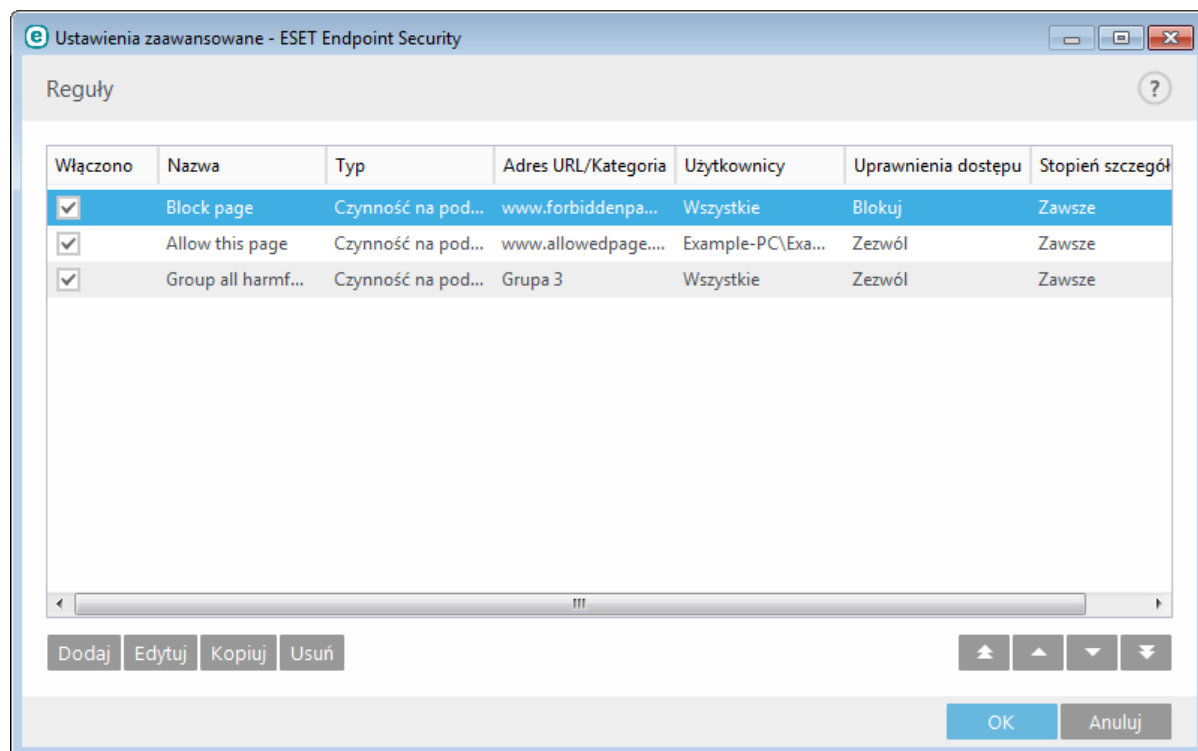 Ustawienia zaawansowane - ESET Endpoint Security
Reguły
?
Włączono Nazwa Typ Adres URL/Kategoria Użytkownicy Uprawnienia dostępu Stopień szczegół
Block page Czynność na pod... www.forbiddenpa... Wszystkie Blokuj Zawsze
Allow this page Czynność na pod... www.allowedpage.... Example-PC\Exa... Zezwól Zawsze
Group all harmf... Czynność na pod... Grupa 3 Wszystkie Zezwól Zawsze
Dodaj Edytuj Kopiuj Usuń
OK Anuluj